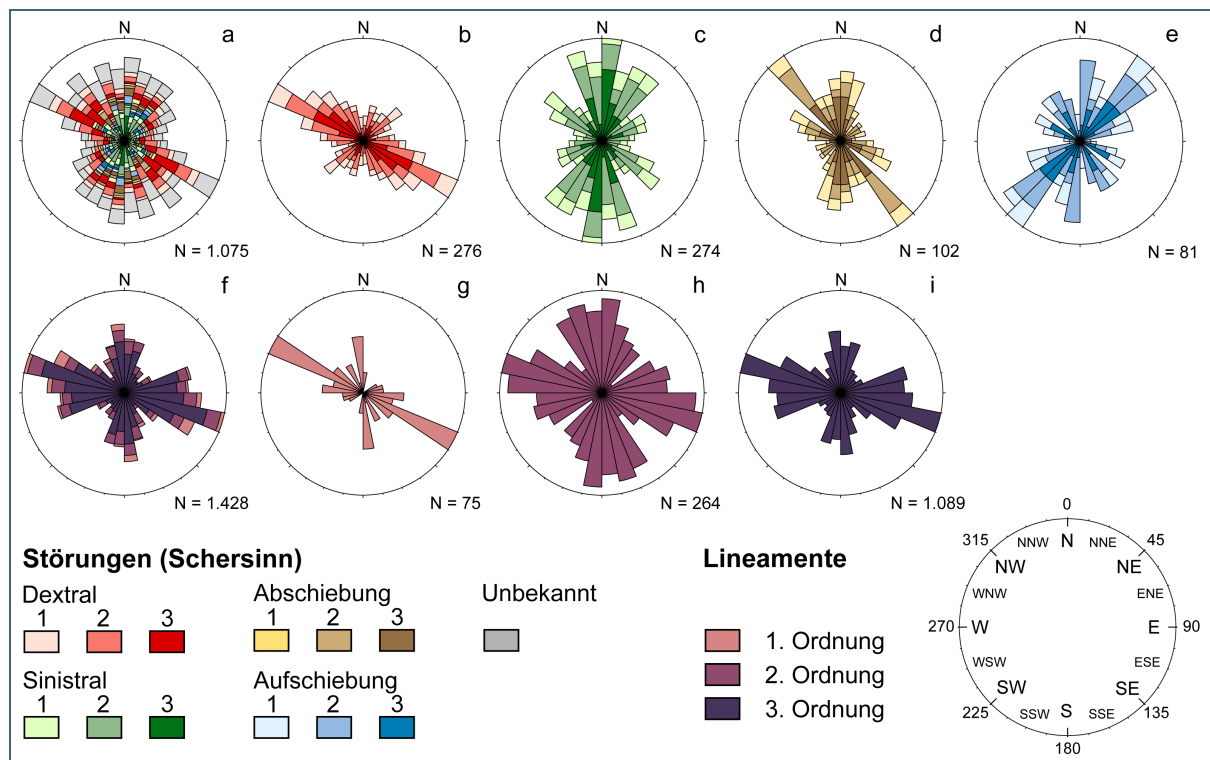 N a N b N c N d N e
N = 1.075 N = 276 N = 274 N = 102 N = 81
N f N g N h N i
N = 1.428 N = 75 N = 264 N = 1.089
Störungen (Schersinn)
Dextral
1 2 3
Sinistral
1 2 3
Abschiebung
1 2 3
Aufschiebung
1 2 3
Unbekannt
Lineamente
1. Ordnung
2. Ordnung
3. Ordnung
0
315 NNW N NNE 45
NW NE
WNW ENE
270 W E 90
WSW ESE
SW SE
225 SSW S SSE 135
180